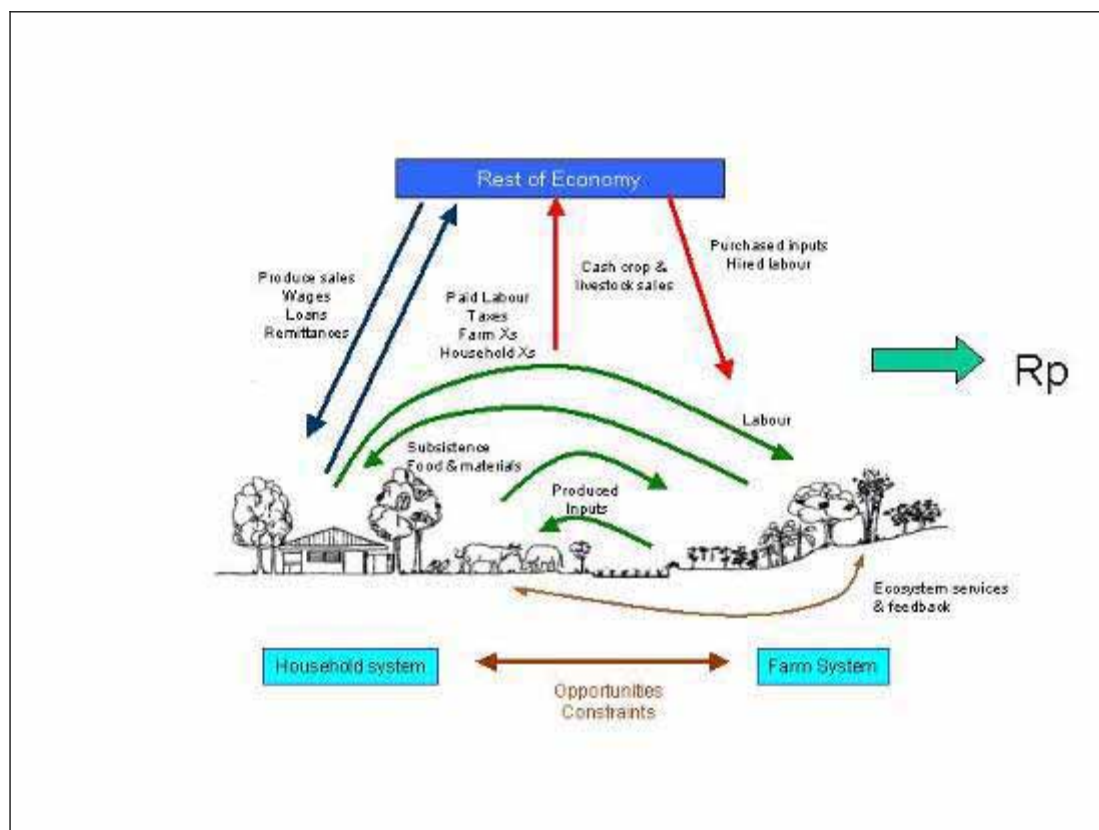 Rest of Economy
Produce sales
Wages
Loans
Remittances
Paid Labour
Taxes
Farm Xs
Household Xs
Cash crop &
livestock sales
Purchased inputs
Hired labour
Rp
Labour
Subsistence
Food & materials
Produced
Inputs
Ecosystem services
& feedback
Household system
Farm System
Opportunities
Constraints